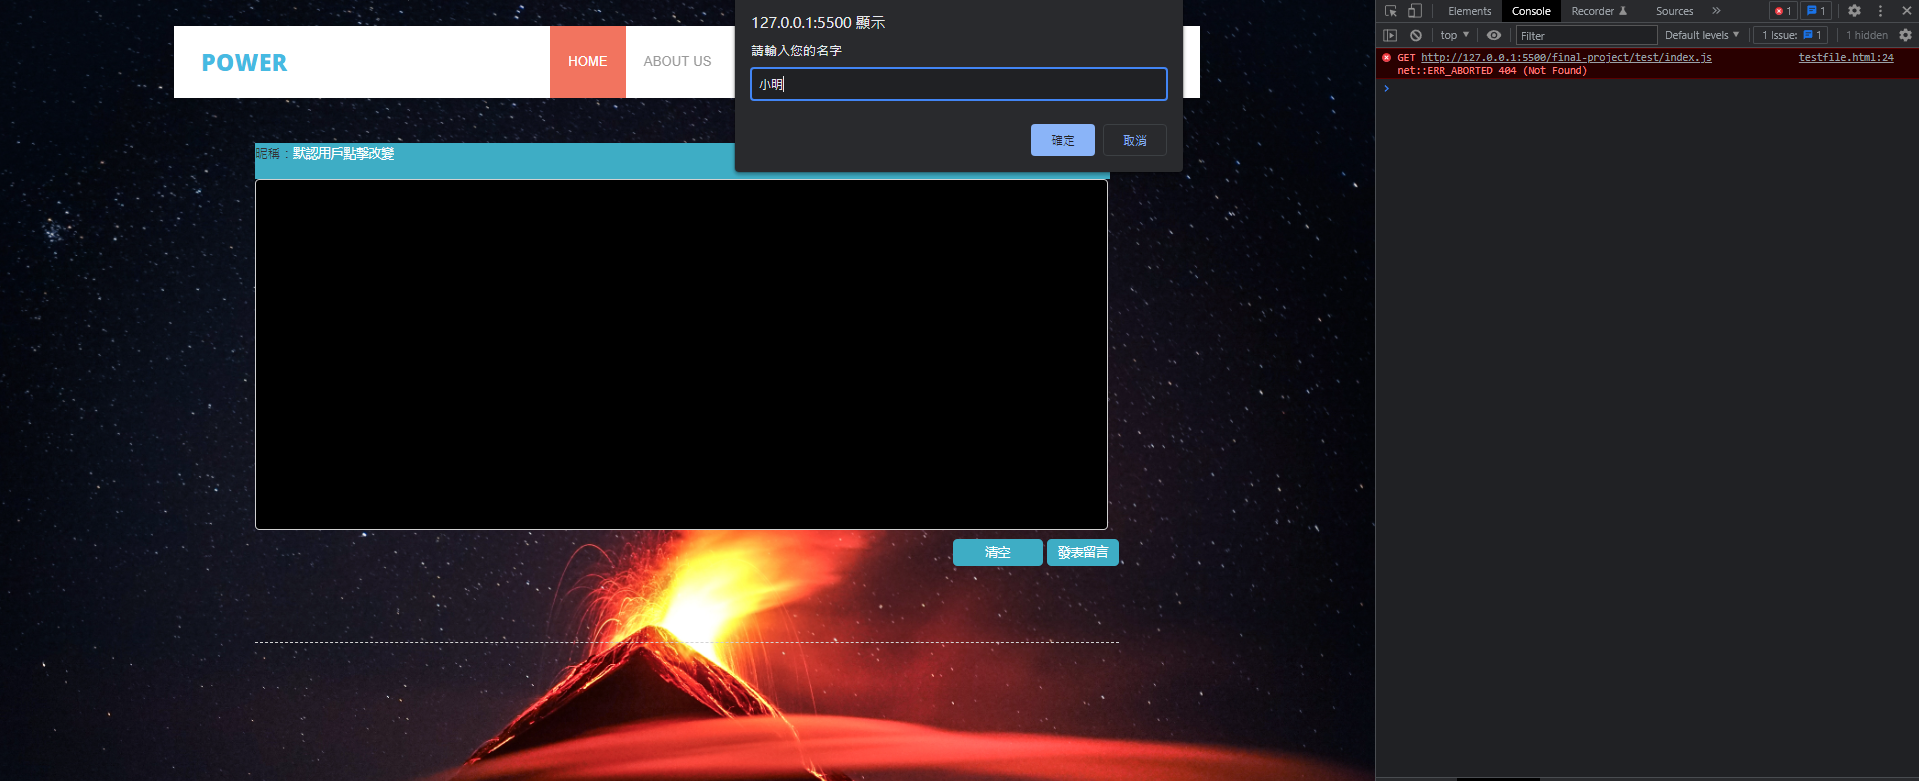 POWER
HOME
ABOUT US
127.0.0.1:5500 顯示
請輸入您的名字
小明
確定
取消
昵稱：默認用戶點擊改變
清空
發表留言
Elements
Console
Recorder
Sources
1
1
top
Filter
Default levels
1 Issue: 1
1 hidden
GET http://127.0.0.1:5500/final-project/test/index.js testfile.html:24
net::ERR_ABORTED 404 (Not Found)